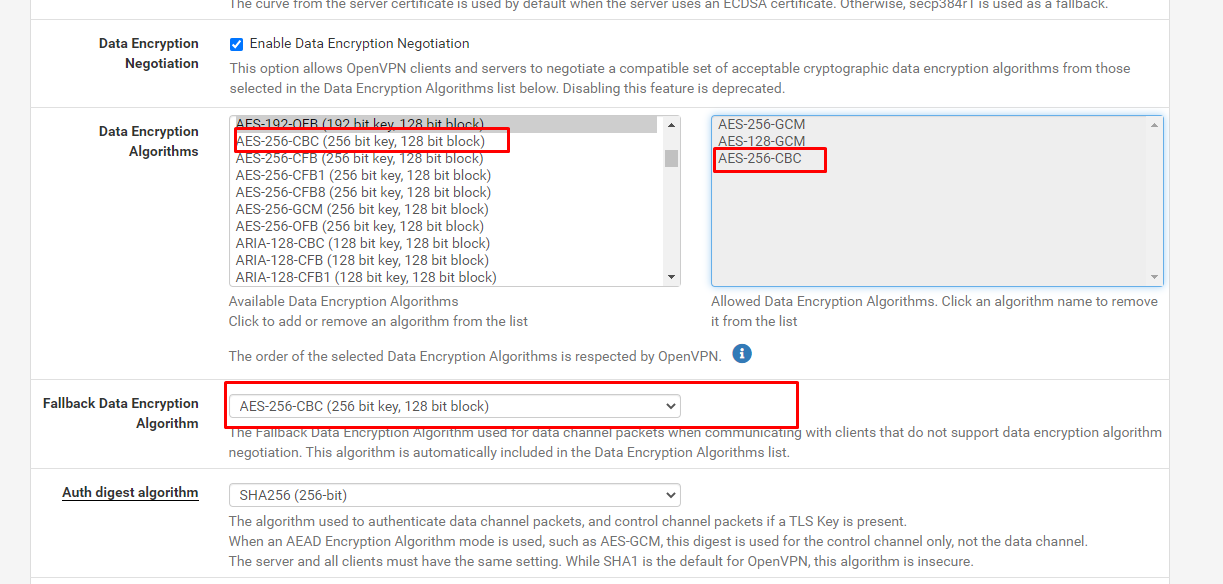 The curve from the server certificate is used by default when the server uses an ECDSA certificate. Otherwise, secp384r1 is used as a fallback.
Data Encryption
Negotiation
Enable Data Encryption Negotiation
This option allows OpenVPN clients and servers to negotiate a compatible set of acceptable cryptographic data encryption algorithms from those
selected in the Data Encryption Algorithms list below. Disabling this feature is deprecated.
Data Encryption
Algorithms
AES-192-OFB (192 bit key, 128 bit block)
AES-256-CBC (256 bit key, 128 bit block)
AES-256-CFB (256 bit key, 128 bit block)
AES-256-CFB1 (256 bit key, 128 bit block)
AES-256-CFB8 (256 bit key, 128 bit block)
AES-256-GCM (256 bit key, 128 bit block)
AES-256-OFB (256 bit key, 128 bit block)
ARIA-128-CBC (128 bit key, 128 bit block)
ARIA-128-CFB (128 bit key, 128 bit block)
ARIA-128-CFB1 (128 bit key, 128 bit block)
Available Data Encryption Algorithms
Click to add or remove an algorithm from the list
AES-256-GCM
AES-128-GCM
AES-256-CBC
Allowed Data Encryption Algorithms. Click an algorithm name to remove
it from the list
The order of the selected Data Encryption Algorithms is respected by OpenVPN.
Fallback Data Encryption
Algorithm
AES-256-CBC (256 bit key, 128 bit block)
The Fallback Data Encryption Algorithm used for data channel packets when communicating with clients that do not support data encryption algorithm
negotiation. This algorithm is automatically included in the Data Encryption Algorithms list.
Auth digest algorithm
SHA256 (256-bit)
The algorithm used to authenticate data channel packets, and control channel packets if a TLS Key is present.
When an AEAD Encryption Algorithm mode is used, such as AES-GCM, this digest is used for the control channel only, not the data channel.
The server and all clients must have the same setting. While SHA1 is the default for OpenVPN, this algorithm is insecure.